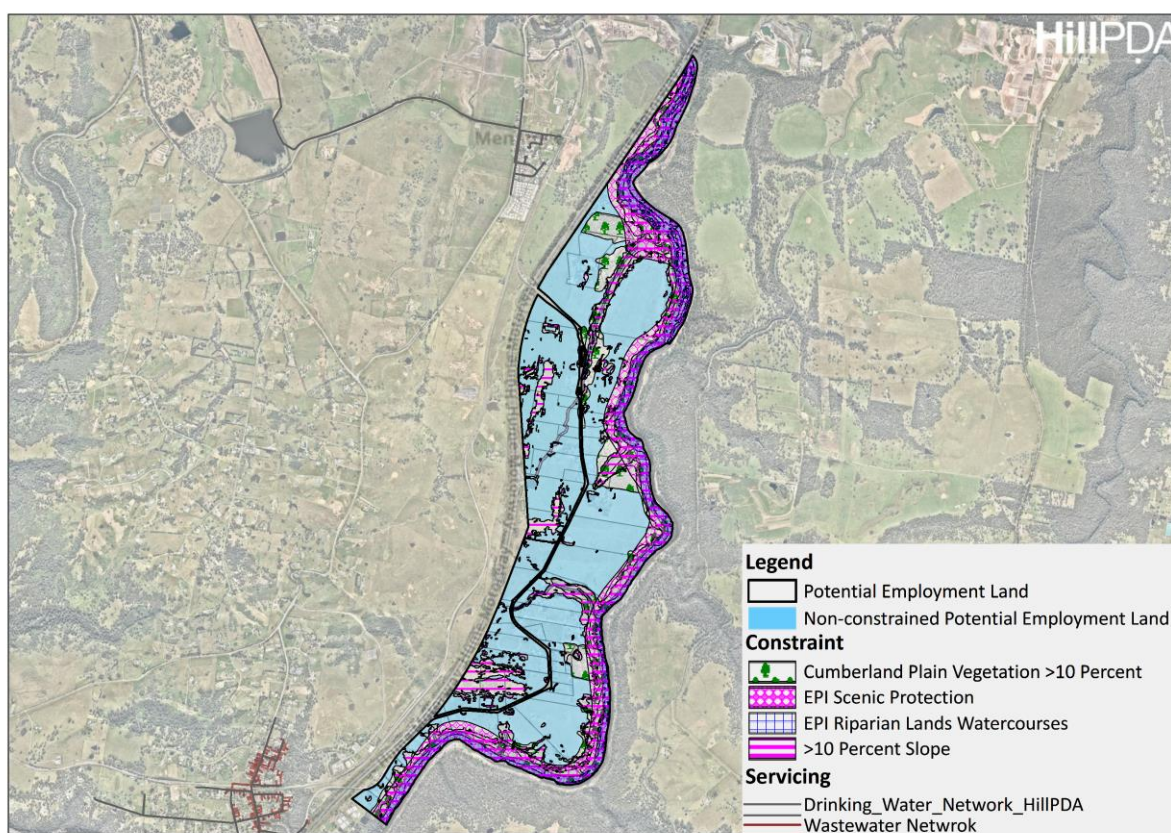 HillPDA
Legend
Potential Employment Land
Non-constrained Potential Employment Land
Constraint
Cumberland Plain Vegetation >10 Percent
EPI Scenic Protection
EPI Riparian Lands Watercourses
>10 Percent Slope
Servicing
Drinking_Water_Network_HillPDA
Wastewater Netwrok